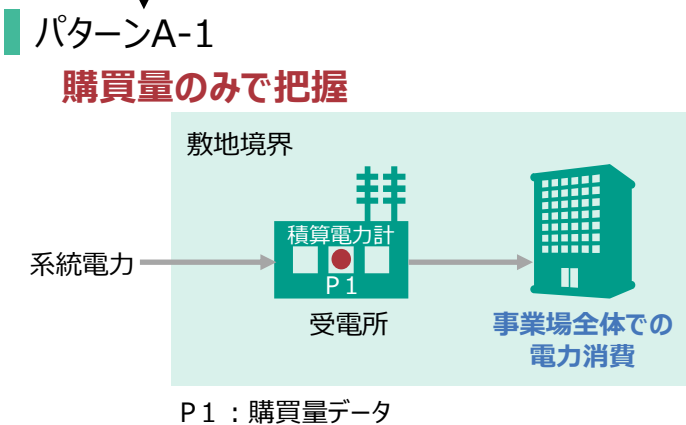 パターンA-1
購買量のみで把握
敷地境界
積算電力計
P1
系統電力
受電所
事業場全体での
電力消費
P1：購買量データ